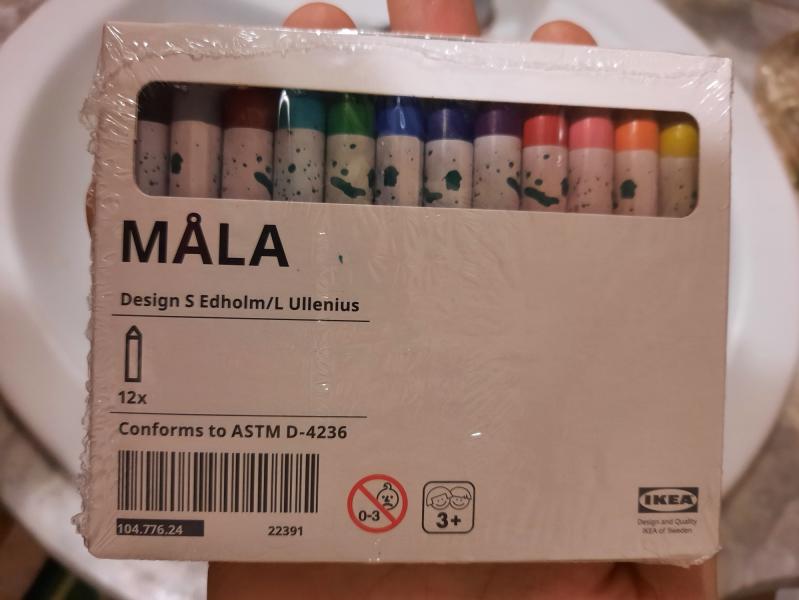 MÅLA
Design S Edholm/L Ullenius
12x
Conforms to ASTM D-4236
104.776.24
22391
0-3
3+
IKEA
Design and Quality
IKEA of Sweden